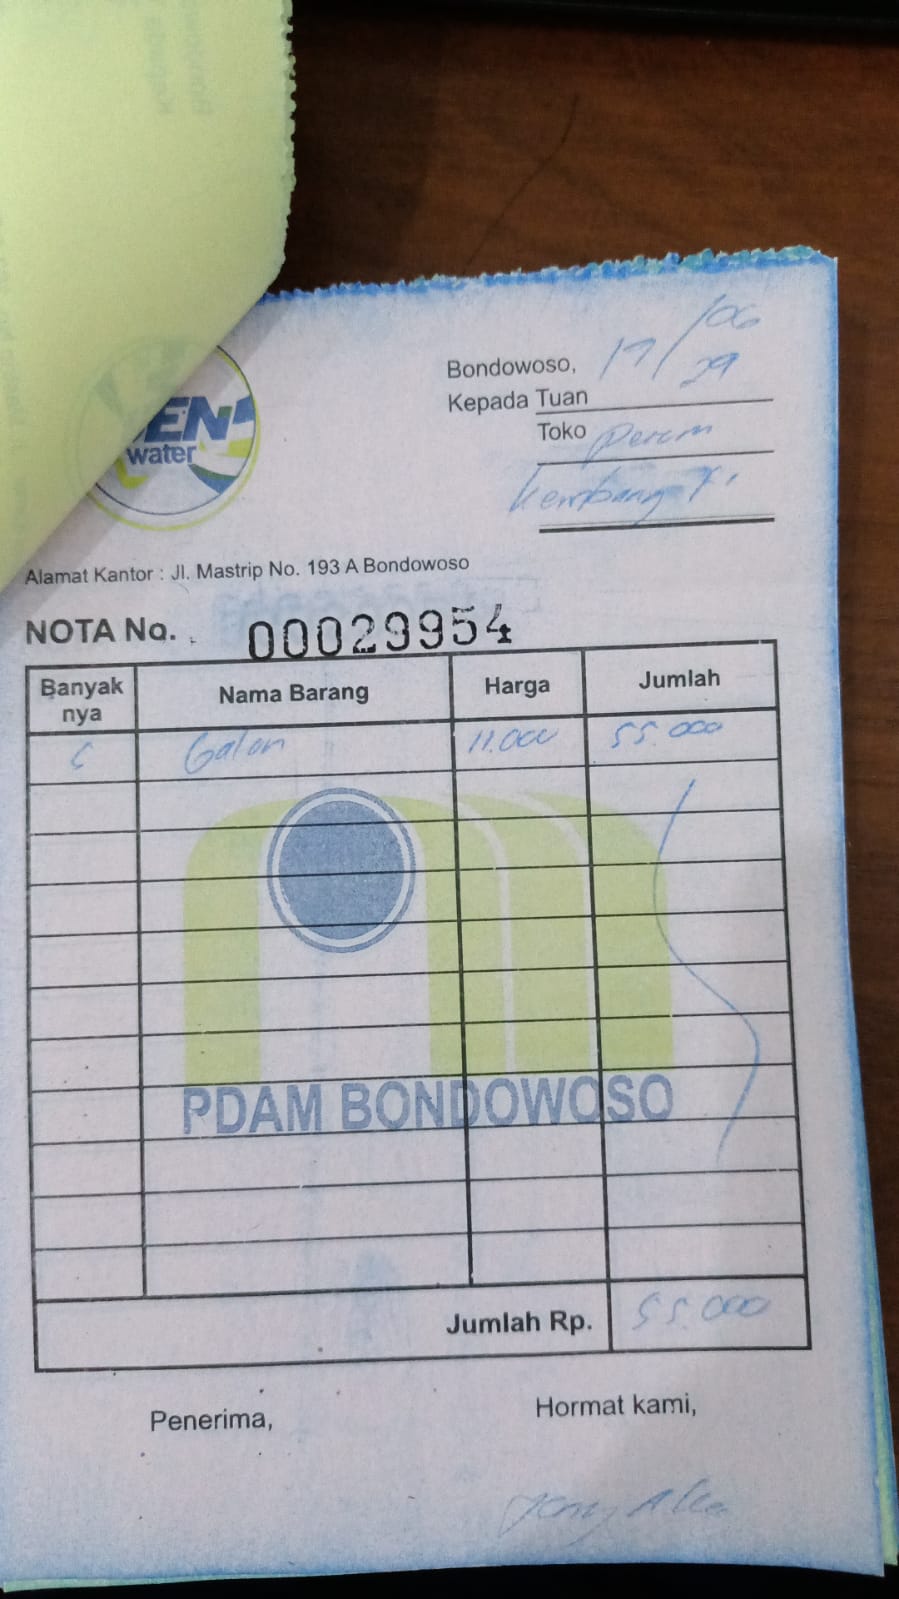 EN
water
Bondowoso, 17/06
29
Kepada Tuan
Toko Perum
Kembang
Alamat Kantor : Jl. Mastrip No. 193 A Bondowoso
NOTA No. 00029954
Banyak nya Nama Barang Harga Jumlah
5 Galon 11.000 55.000
PDAM BONDOWOSO
Jumlah Rp. 55.000
Penerima, Hormat kami,